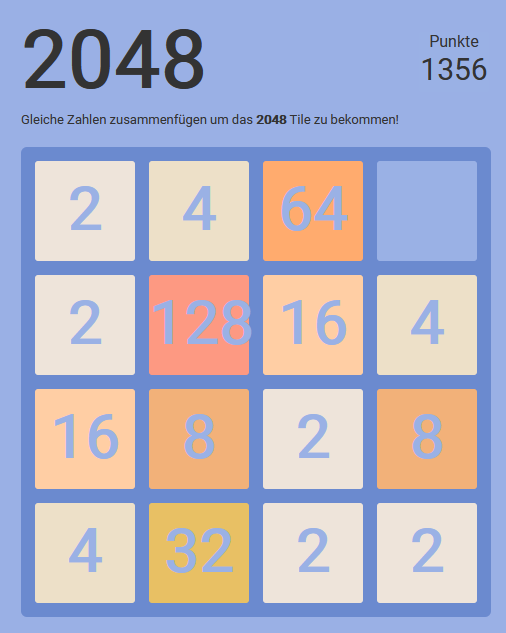 2048
Punkte
1356
Gleiche Zahlen zusammenfügen um das 2048 Tile zu bekommen!
2 4 64
2 128 16 4
16 8 2 8
4 32 2 2